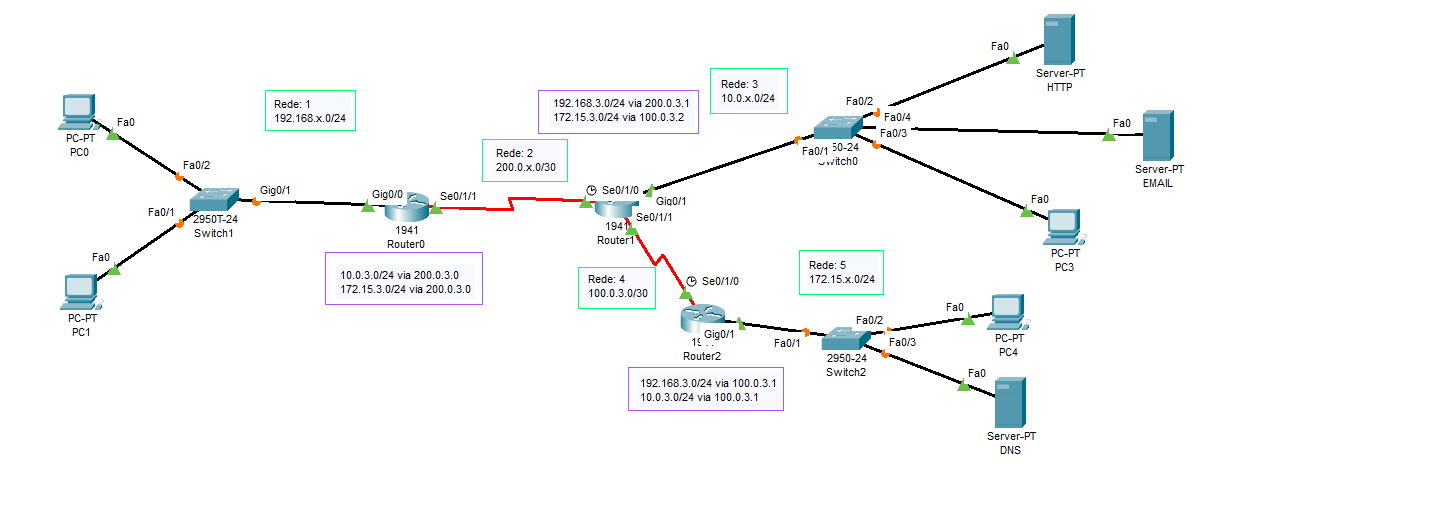 Fa0
PC-PT
PC0
Fa0/2
Fa0/1
Fa0
PC-PT
PC1
Rede: 1
192.168.x.0/24
Gig0/1
2950T-24
Switch1
Gig0/0
Se0/1/1
1941
Router0
10.0.3.0/24 via 200.0.3.0
172.15.3.0/24 via 200.0.3.0
Rede: 2
200.0.x.0/30
192.168.3.0/24 via 200.0.3.1
172.15.3.0/24 via 100.0.3.2
Se0/1/0
Gig0/1
Se0/1/1
1941
Router1
Rede: 3
10.0.x.0/24
Fa0/2
Fa0/4
Fa0/3
Fa0/1
50-24
Switch0
Fa0
Server-PT
HTTP
Fa0
Server-PT
EMAIL
Fa0
PC-PT
PC3
Rede: 4
100.0.3.0/30
Se0/1/0
Gig0/1
Router2
192.168.3.0/24 via 100.0.3.1
10.0.3.0/24 via 100.0.3.1
Rede: 5
172.15.x.0/24
Fa0/1
Fa0/2
Fa0/3
2950-24
Switch2
Fa0
PC-PT
PC4
Fa0
Server-PT
DNS